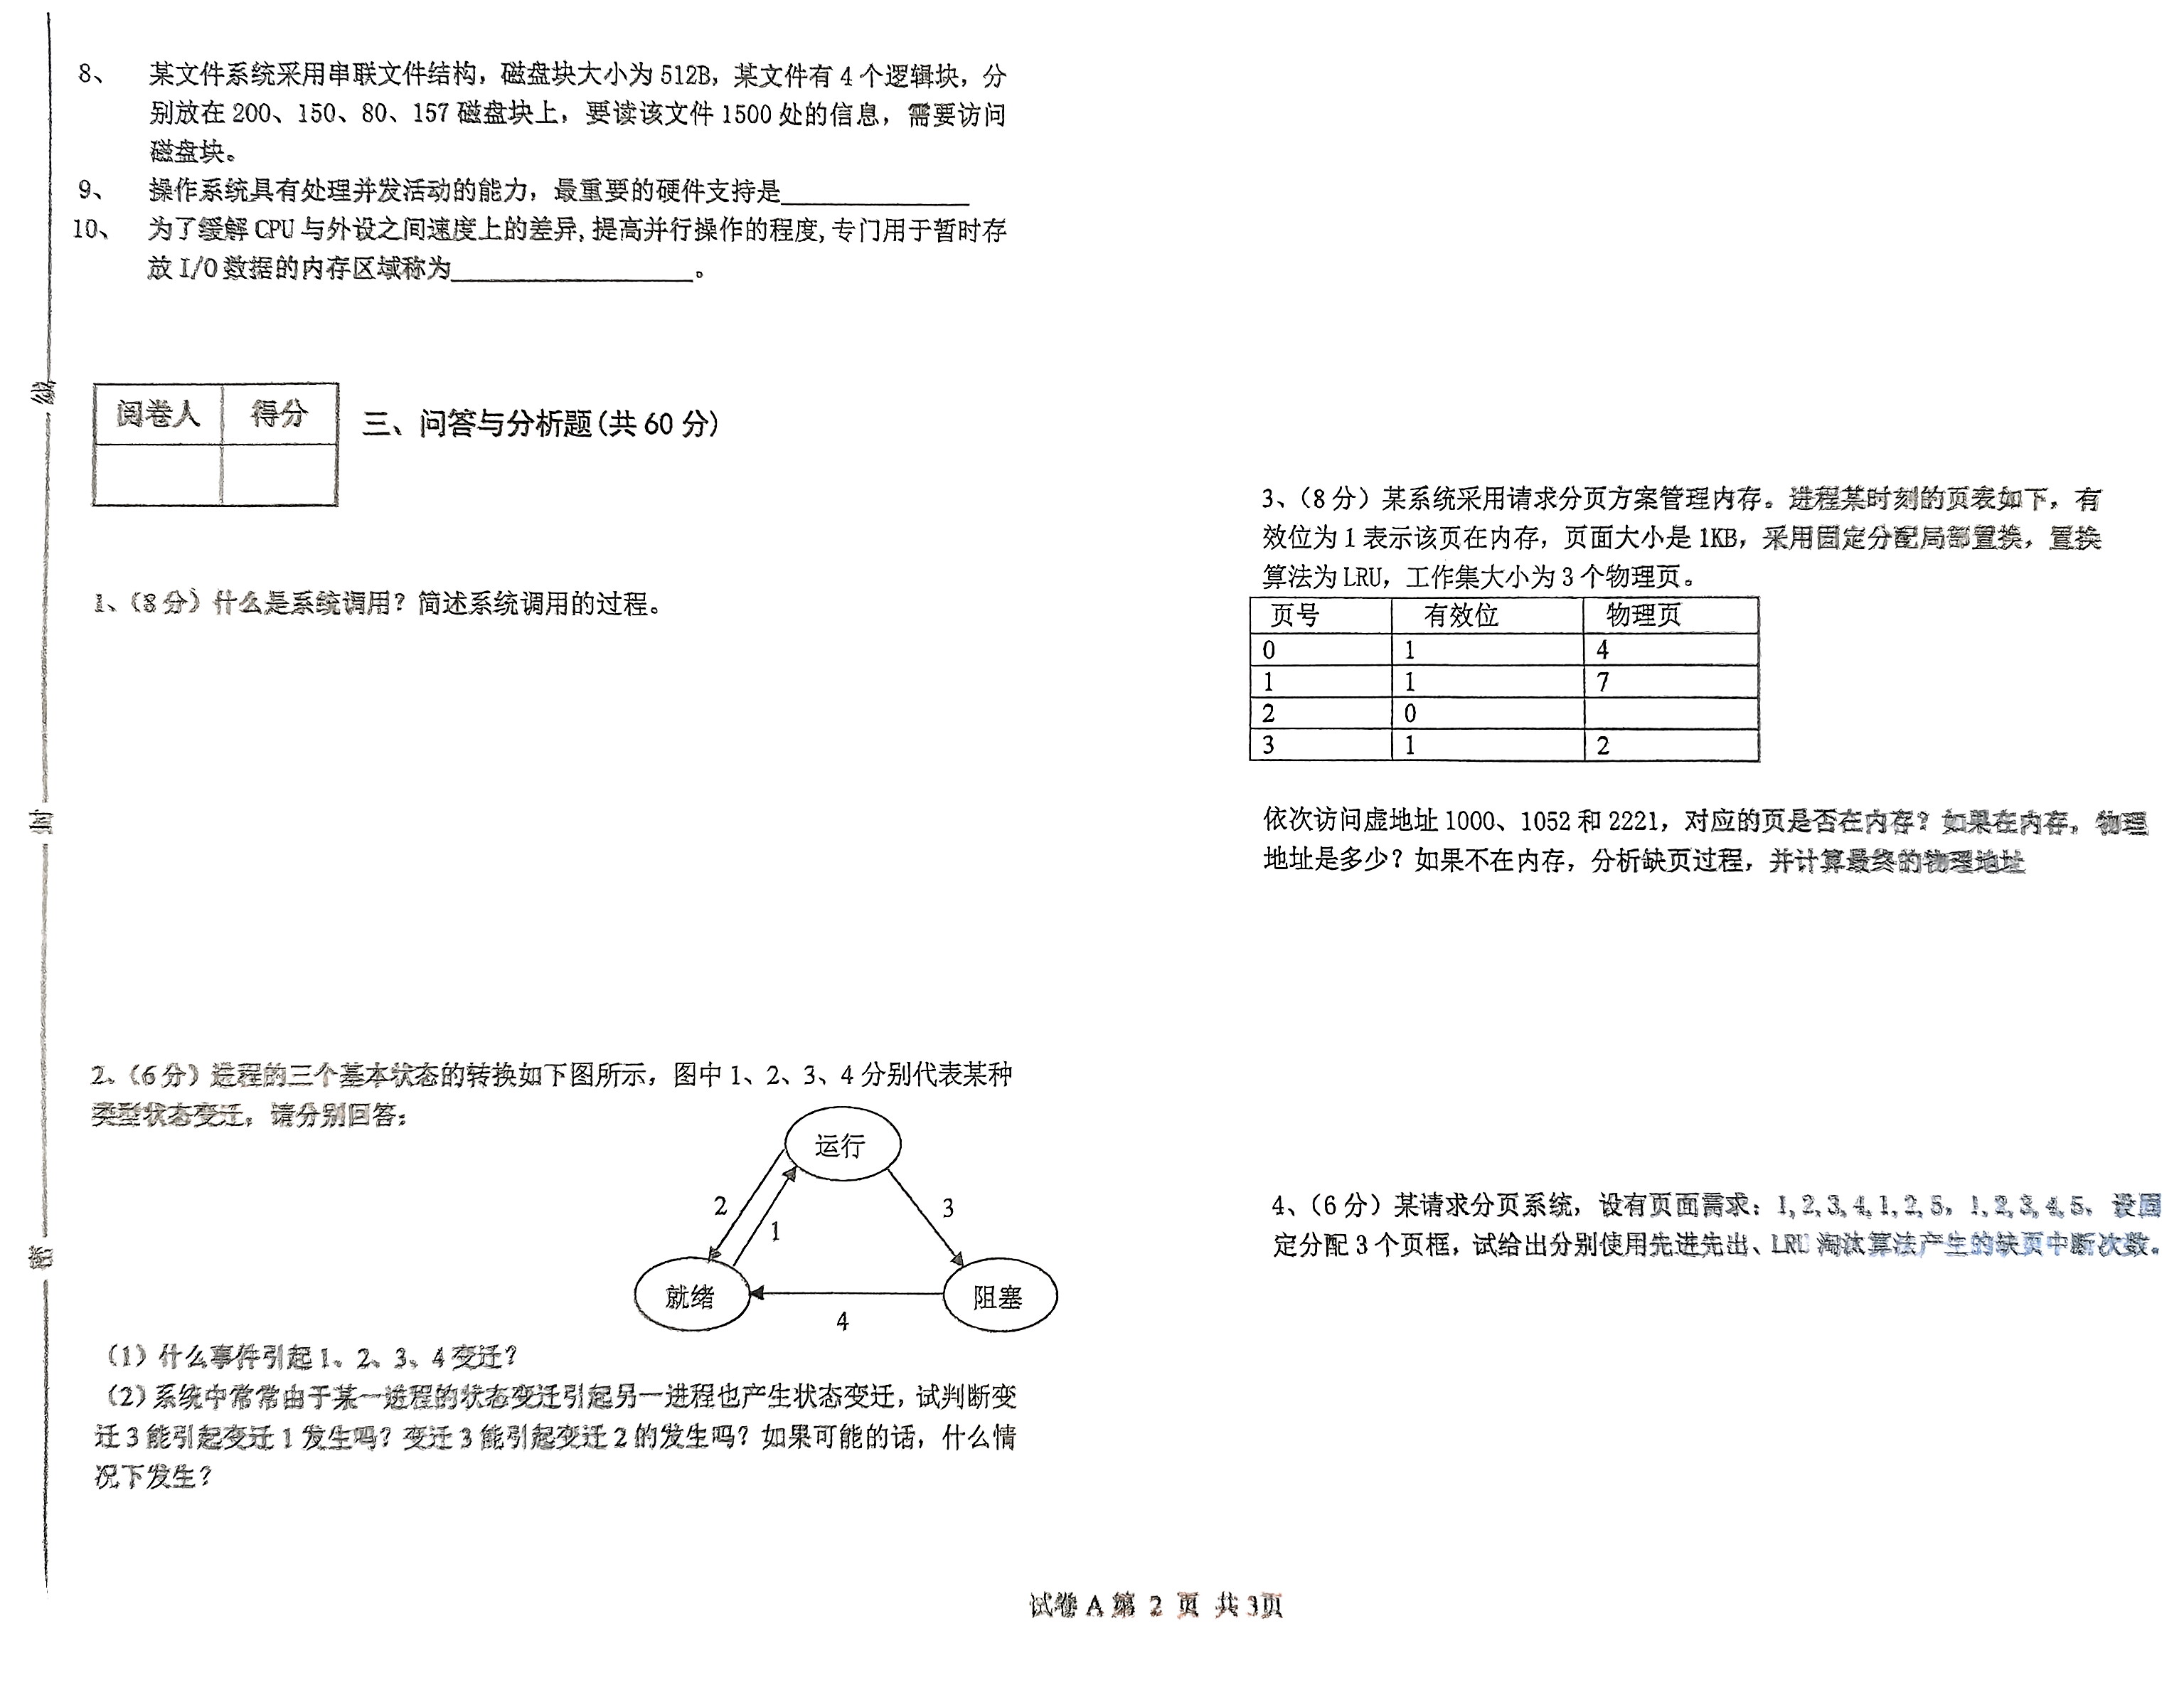 8、 某文件系统采用串联文件结构，磁盘块大小为 512B，某文件有 4 个逻辑块，分
别放在 200、150、80、157 磁盘块上，要读该文件 1500 处的信息，需要访问
磁盘块。
9、 操作系统具有处理并发活动的能力，最重要的硬件支持是______________
10、 为了缓解 CPU 与外设之间速度上的差异,提高并行操作的程度,专门用于暂时存
放 I/O 数据的内存区域称为__________________。
线
阅卷人 得分
三、问答与分析题(共 60 分)
1、（8 分）什么是系统调用？简述系统调用的过程。
封
2、（6 分）进程的三个基本状态的转换如下图所示，图中 1、2、3、4 分别代表某种
类型状态变迁，请分别回答：
运行
2
1
3
就绪
阻塞
4
密
（1）什么事件引起 1、2、3、4 变迁？
（2）系统中常常由于某一进程的状态变迁引起另一进程也产生状态变迁，试判断变
迁 3 能引起变迁 1 发生吗？变迁 3 能引起变迁 2 的发生吗？如果可能的话，什么情
况下发生？
3、（8 分）某系统采用请求分页方案管理内存。进程某时刻的页表如下，有
效位为 1 表示该页在内存，页面大小是 1KB，采用固定分配局部置换，置换
算法为 LRU，工作集大小为 3 个物理页。
页号 有效位 物理页
0 1 4
1 1 7
2 0
3 1 2
依次访问虚地址 1000、1052 和 2221，对应的页是否在内存？如果在内存，物理
地址是多少？如果不在内存，分析缺页过程，并计算最终的物理地址
4、（6 分）某请求分页系统，设有页面需求：1,2,3,4,1,2,5，1,2,3,4,5。设固
定分配 3 个页框，试给出分别使用先进先出、LRU 淘汰算法产生的缺页中断次数。
试卷 A 第 2 页 共 3页